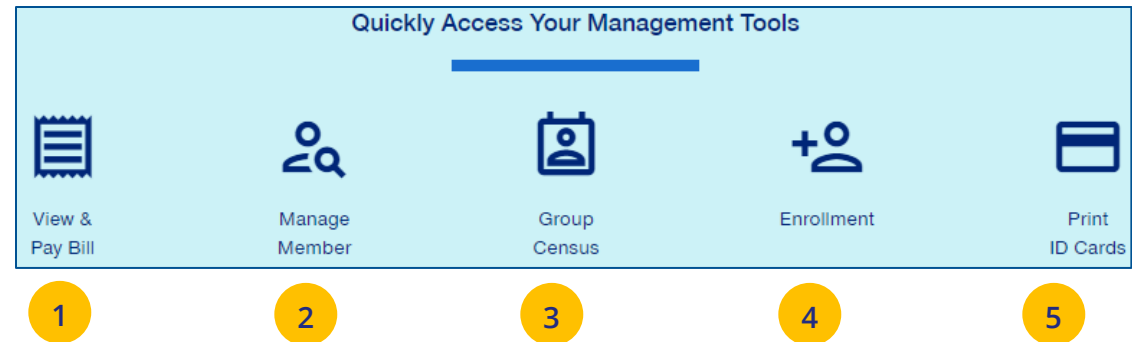 Quickly Access Your Management Tools
View &
Pay Bill
Manage
Member
Group
Census
Enrollment
Print
ID Cards
1
2
3
4
5